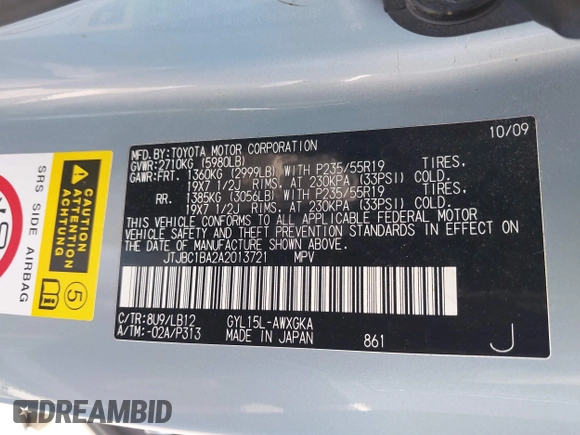 10/09
MFD.BY:TOYOTA MOTOR CORPORATION
GVWR:2710KG (5980LB)
GAWR:FRT. 1360KG (2999LB) WITH P235/55R19 TIRES,
19X7 1/2J RIMS, AT 230KPA (33PSI) COLD.
RR. 1385KG (3056LB) WITH P235/55R19 TIRES,
19X7 1/2J RIMS, AT 230KPA (33PSI) COLD.
THIS VEHICLE CONFORMS TO ALL APPLICABLE FEDERAL MOTOR
VEHICLE SAFETY AND THEFT PREVENTION STANDARDS IN EFFECT ON
THE DATE OF MANUFACTURE SHOWN ABOVE.
JTJBC1BA2A2013721 MPV
C/TR:8U9/LB12 GYL15L-AWXGKA
A/TM:-02A/P313 MADE IN JAPAN 861
J
SRS SIDE AIRBAG
ATTENTION
CAUTION
ACHTUNG
5
DREAMBID